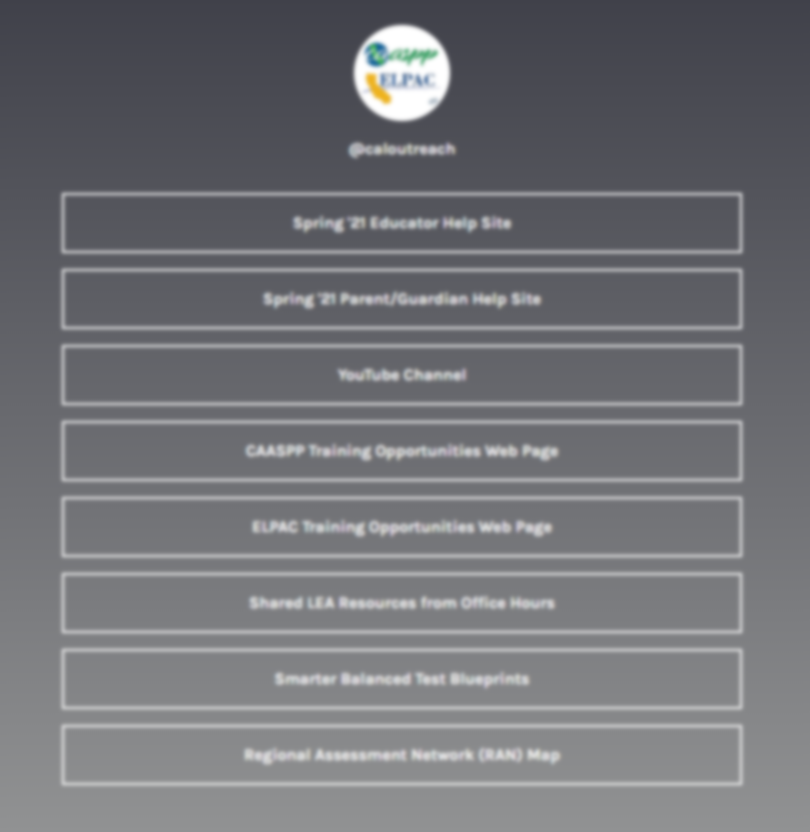 caaspp
ELPAC
@caloutreach
Spring '21 Educator Help Site
Spring '21 Parent/Guardian Help Site
YouTube Channel
CAASPP Training Opportunities Web Page
ELPAC Training Opportunities Web Page
Shared LEA Resources from Office Hours
Smarter Balanced Test Blueprints
Regional Assessment Network (RAN) Map